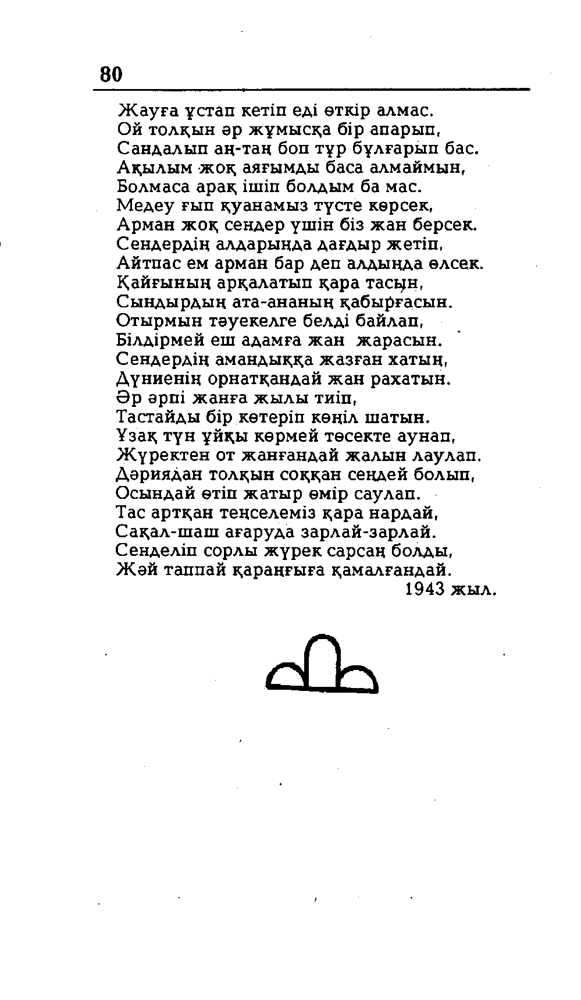 80
Жауға ұстап кетіп еді өткір алмас.
Ой толқын әр жұмысқа бір апарып,
Сандалып аң-таң боп тұр бұлғарып бас.
Ақылым жоқ аяғымды баса алмаймын,
Болмаса арақ ішіп болдым ба мас.
Медеу ғып қуанамыз түсте көрсек,
Арман жоқ сендер үшін біз жан берсек.
Сендердің алдарыңда дағдыр жетіп,
Айтпас ем арман бар деп алдыңда өлсек.
Қайғының арқалатып қара тасын,
Сындырдың ата-ананың қабырғасын.
Отырмын тәуекелге белді байлап,
Білдірмей еш адамға жан жарасын.
Сендердің амандыққа жазған хатың,
Дүниенің орнатқандай жан рахатын.
Әр әрпі жанға жылы тиіп,
Тастайды бір көтеріп көңіл шатын.
Ұзақ түн ұйқы көрмей төсекте аунап,
Жүректен от жанғандай жалын лаулап.
Дәриядан толқын соққан сеңдей болып,
Осындай өтіп жатыр өмір саулап.
Тас артқан теңселеміз қара нардай,
Сақал-шаш ағаруда зарлай-зарлай.
Сенделіп сорлы жүрек сарсаң болды,
Жәй таппай қараңғыға қамалғандай.
1943 жыл.